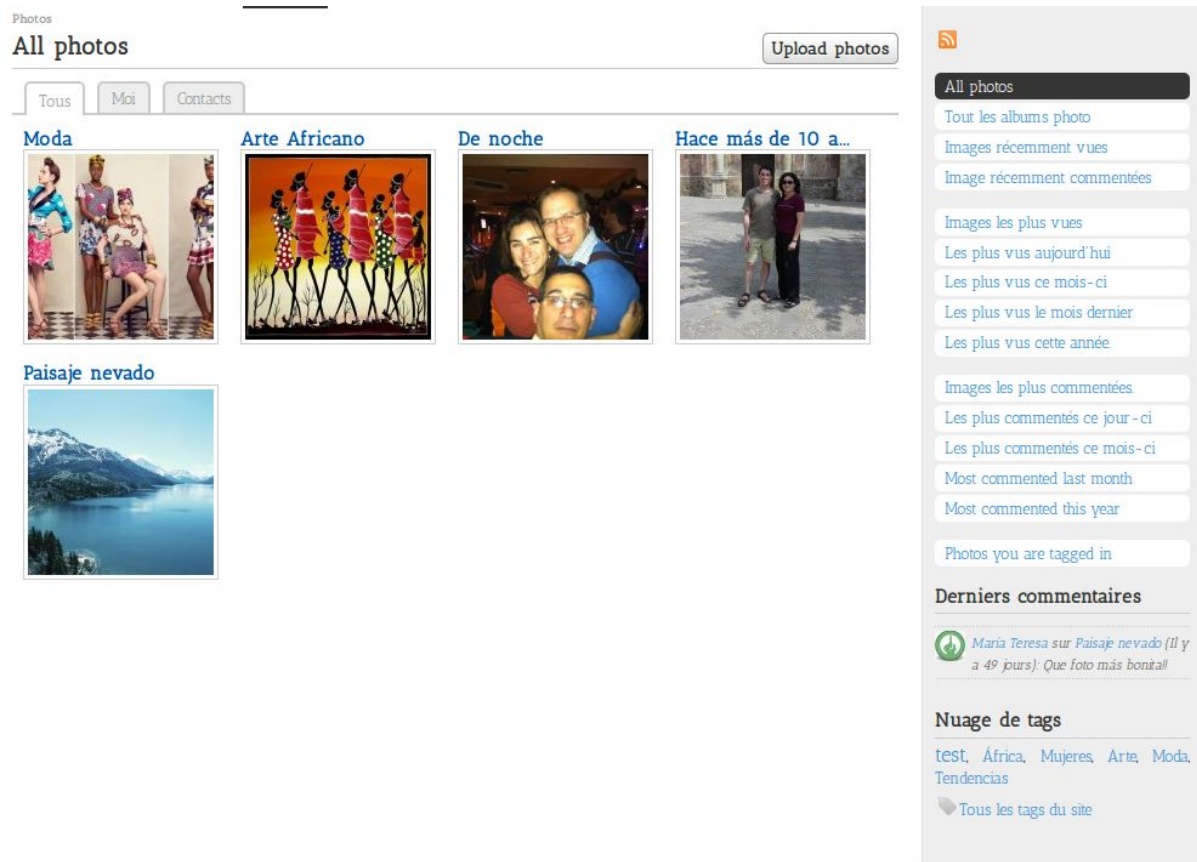 Photos
All photos
Upload photos
Tous
Moi
Contacts
Moda
Arte Africano
De noche
Hace más de 10 a...
Paisaje nevado
All photos
Tout les albums photo
Images récemment vues
Image récemment commentées
Images les plus vues
Les plus vus aujourd'hui
Les plus vus ce mois-ci
Les plus vus le mois dernier
Les plus vus cette année.
Images les plus commentées.
Les plus commentés ce jour-ci
Les plus commentés ce mois-ci
Most commented last month
Most commented this year
Photos you are tagged in
Derniers commentaires
María Teresa sur Paisaje nevado (Il y
a 49 jours): Que foto más bonita!!
Nuage de tags
test, África, Mujeres, Arte, Moda,
Tendencias
Tous les tags du site